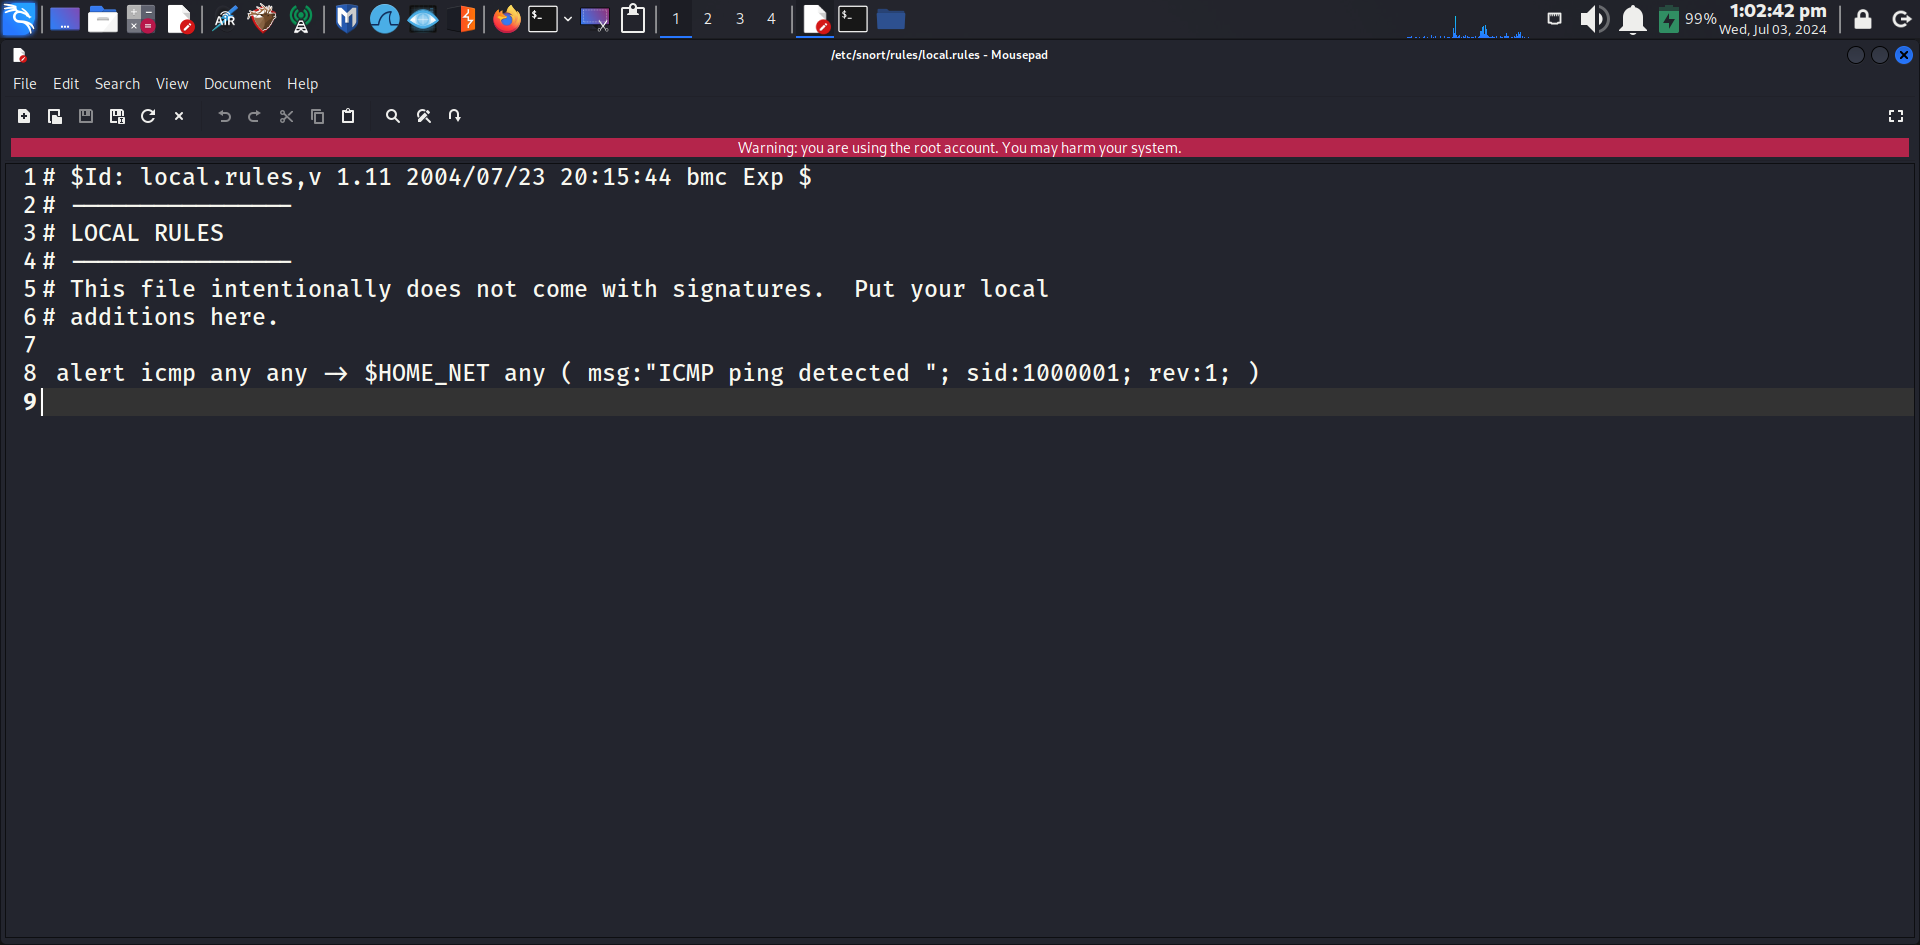 1 2 3 4
99%
1:02:42 pm
Wed, Jul 03, 2024
/etc/snort/rules/local.rules - Mousepad
File Edit Search View Document Help
Warning: you are using the root account. You may harm your system.
1 # $Id: local.rules,v 1.11 2004/07/23 20:15:44 bmc Exp $
2 # ----------------
3 # LOCAL RULES
4 # ----------------
5 # This file intentionally does not come with signatures.  Put your local
6 # additions here.
7
8 alert icmp any any -> $HOME_NET any ( msg:"ICMP ping detected "; sid:1000001; rev:1; )
9